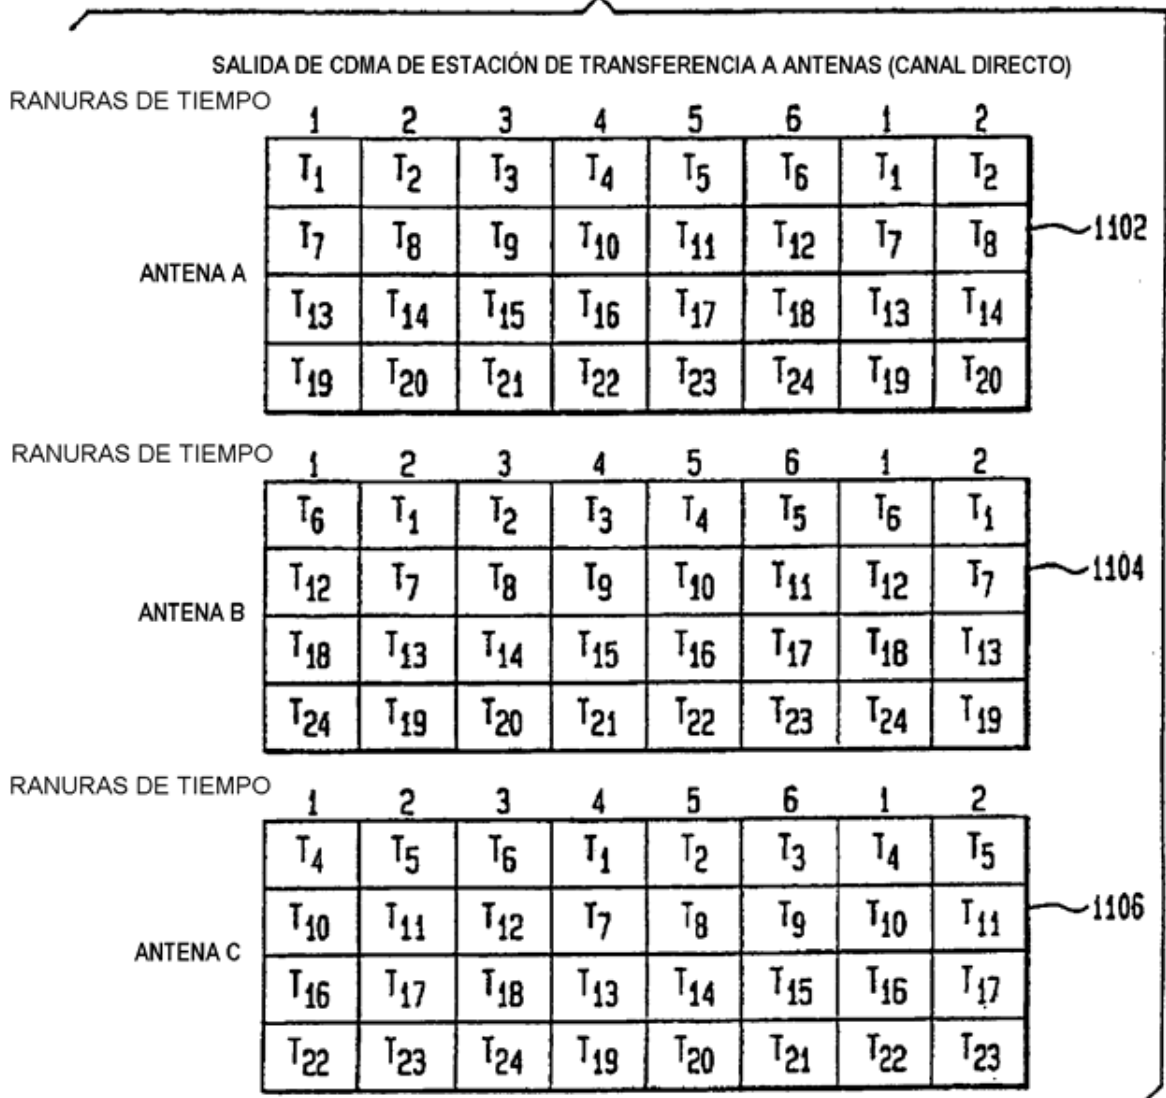 SALIDA DE CDMA DE ESTACIÓN DE TRANSFERENCIA A ANTENAS (CANAL DIRECTO)
RANURAS DE TIEMPO
1 2 3 4 5 6 1 2
T1 T2 T3 T4 T5 T6 T1 T2
T7 T8 T9 T10 T11 T12 T7 T8
1102
ANTENA A
T13 T14 T15 T16 T17 T18 T13 T14
T19 T20 T21 T22 T23 T24 T19 T20
RANURAS DE TIEMPO
1 2 3 4 5 6 1 2
T6 T1 T2 T3 T4 T5 T6 T1
T12 T7 T8 T9 T10 T11 T12 T7
1104
ANTENA B
T18 T13 T14 T15 T16 T17 T18 T13
T24 T19 T20 T21 T22 T23 T24 T19
RANURAS DE TIEMPO
1 2 3 4 5 6 1 2
T4 T5 T6 T1 T2 T3 T4 T5
T10 T11 T12 T7 T8 T9 T10 T11
1106
ANTENA C
T16 T17 T18 T13 T14 T15 T16 T17
T22 T23 T24 T19 T20 T21 T22 T23